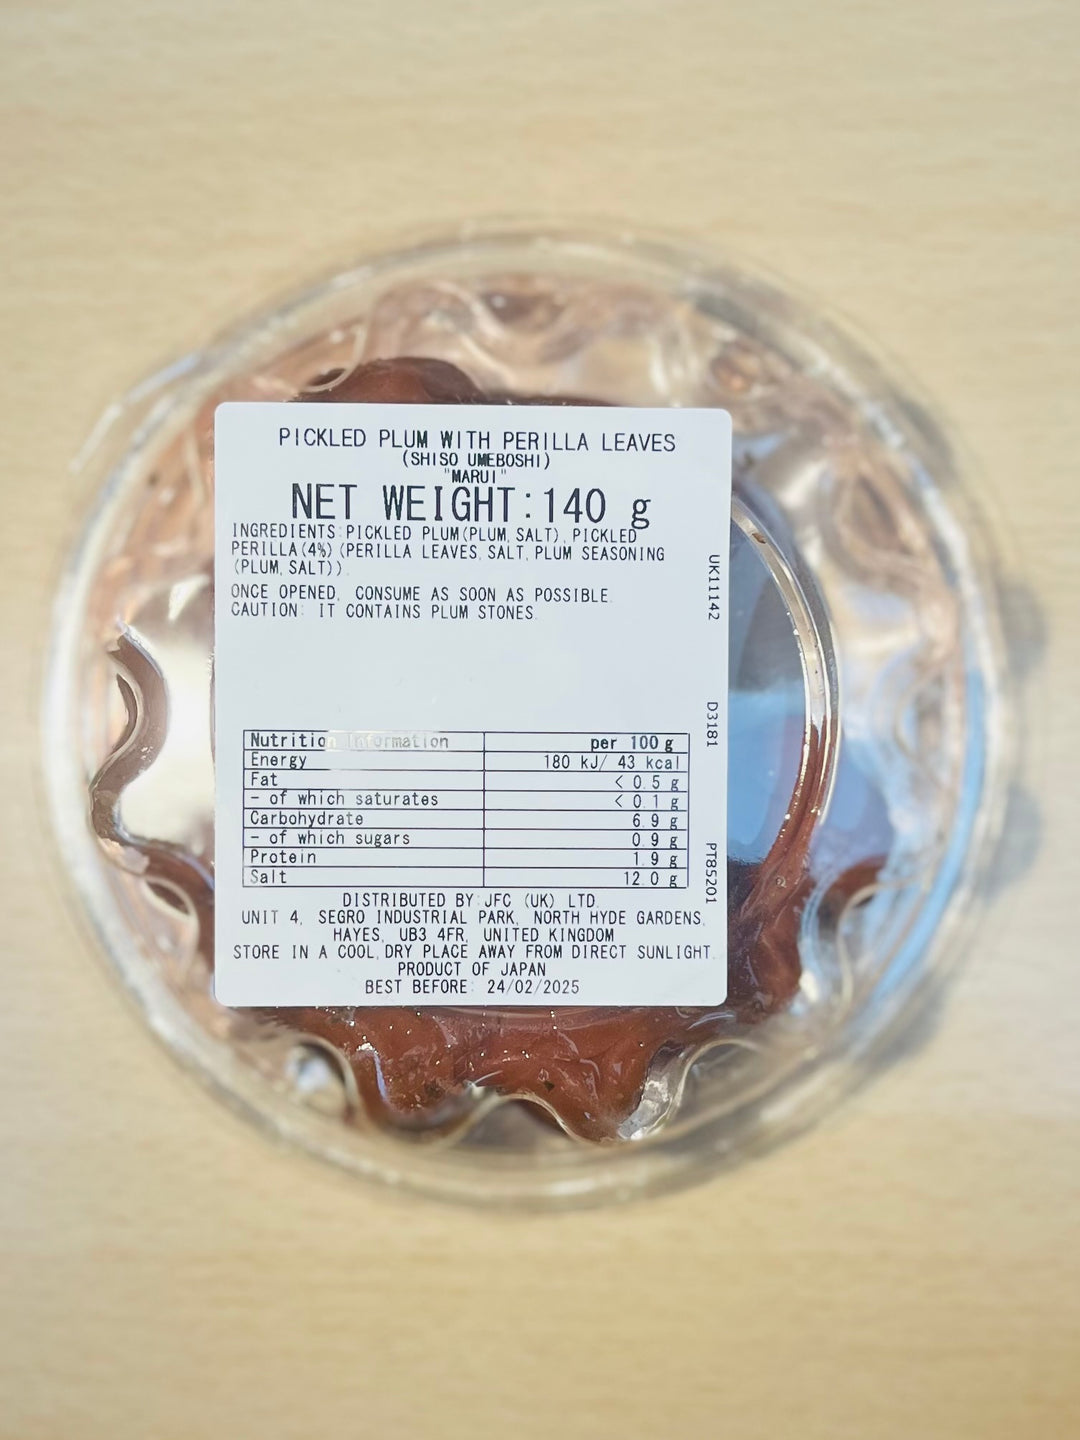 PICKLED PLUM WITH PERILLA LEAVES
(SHISO UMEBOSHI)
"MARUI"
NET WEIGHT:140 g
INGREDIENTS:PICKLED PLUM(PLUM, SALT), PICKLED
PERILLA(4%)(PERILLA LEAVES, SALT, PLUM SEASONING
(PLUM, SALT)).
ONCE OPENED, CONSUME AS SOON AS POSSIBLE.
CAUTION: IT CONTAINS PLUM STONES.
Nutrition Information per 100 g
Energy 180 kJ/ 43 kcal
Fat < 0.5 g
- of which saturates < 0.1 g
Carbohydrate 6.9 g
- of which sugars 0.9 g
Protein 1.9 g
Salt 12.0 g
DISTRIBUTED BY:JFC (UK) LTD.
UNIT 4, SEGRO INDUSTRIAL PARK, NORTH HYDE GARDENS,
HAYES, UB3 4FR, UNITED KINGDOM
STORE IN A COOL,DRY PLACE AWAY FROM DIRECT SUNLIGHT.
PRODUCT OF JAPAN
BEST BEFORE: 24/02/2025
UK11142
D3181
PT85201